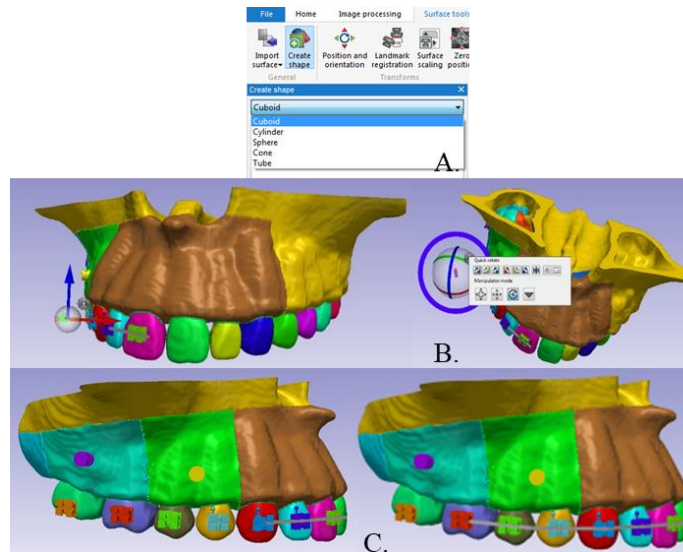 File Home Image processing Surface tools
Import surface Create shape Position and orientation Landmark registration Surface scaling Zero
General Transforms
Create shape
Cuboid
Cuboid
Cylinder
Sphere
Cone
Tube
A.
Quick rotate
Manipulator mode
B.
C.